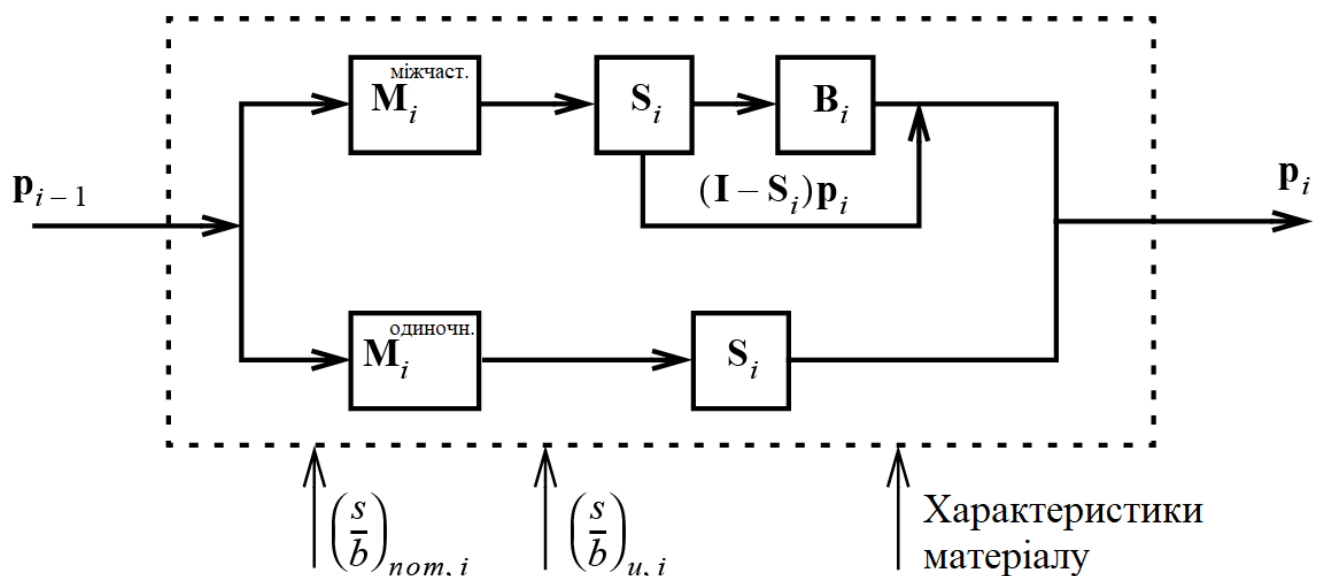 міжчаст.
M_i S_i B_i
p_{i – 1} (I – S_i)p_i p_i
одиночн.
M_i S_i
(s/b)_{nom, i} (s/b)_{u, i} Характеристики
матеріалу